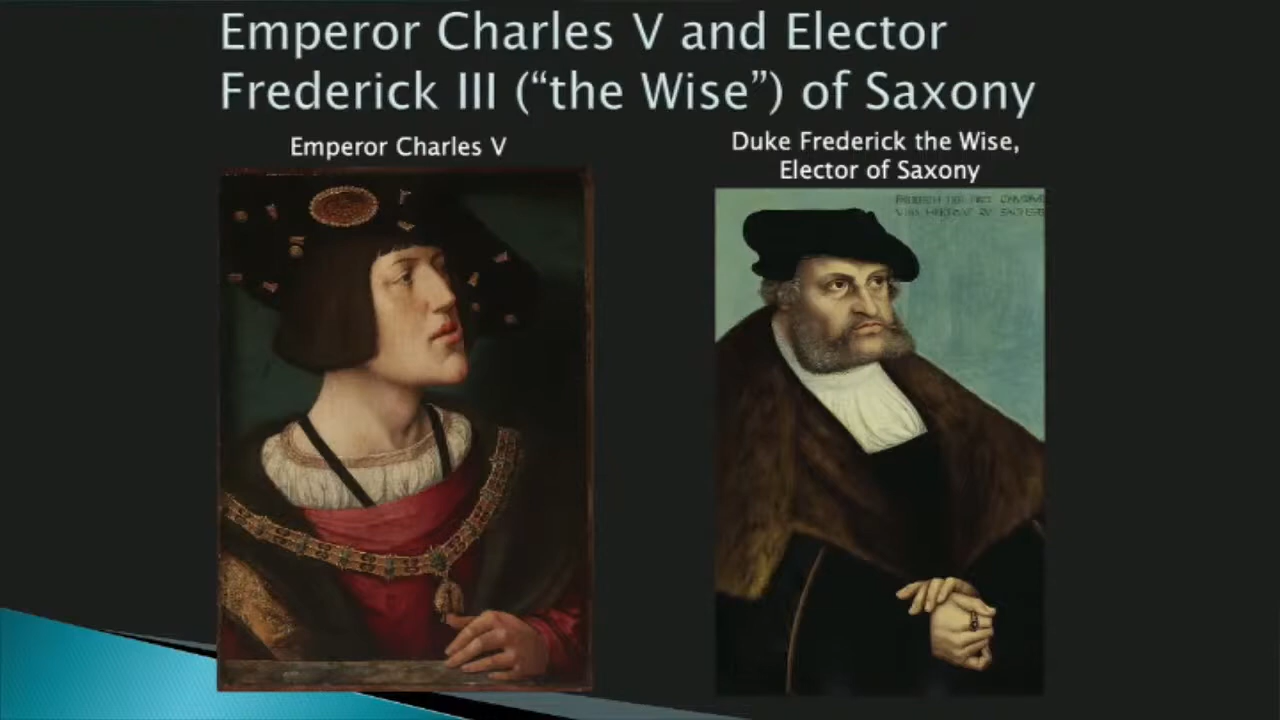 Emperor Charles V and Elector
Frederick III (“the Wise”) of Saxony
Emperor Charles V
Duke Frederick the Wise,
Elector of Saxony